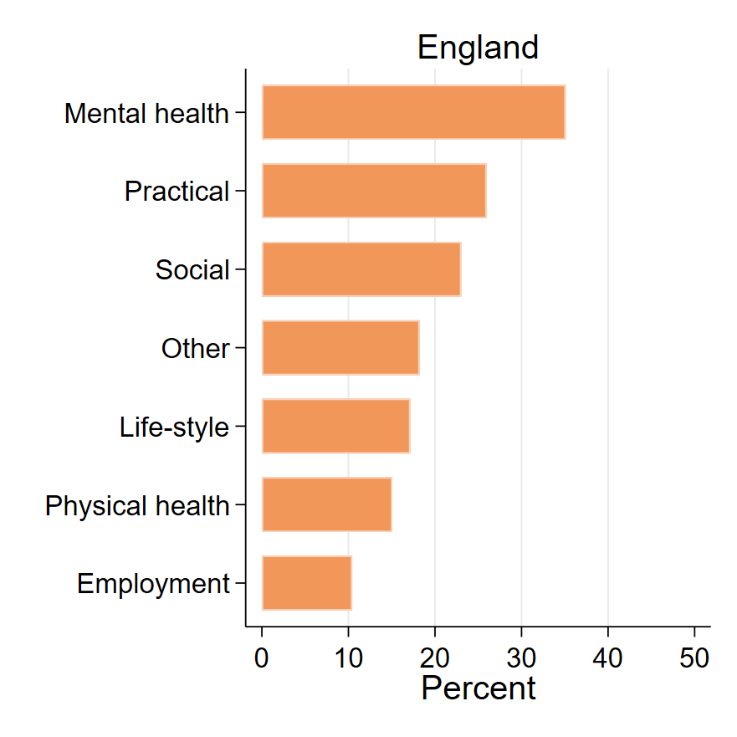 England
Mental health
Practical
Social
Other
Life-style
Physical health
Employment
0 10 20 30 40 50
Percent